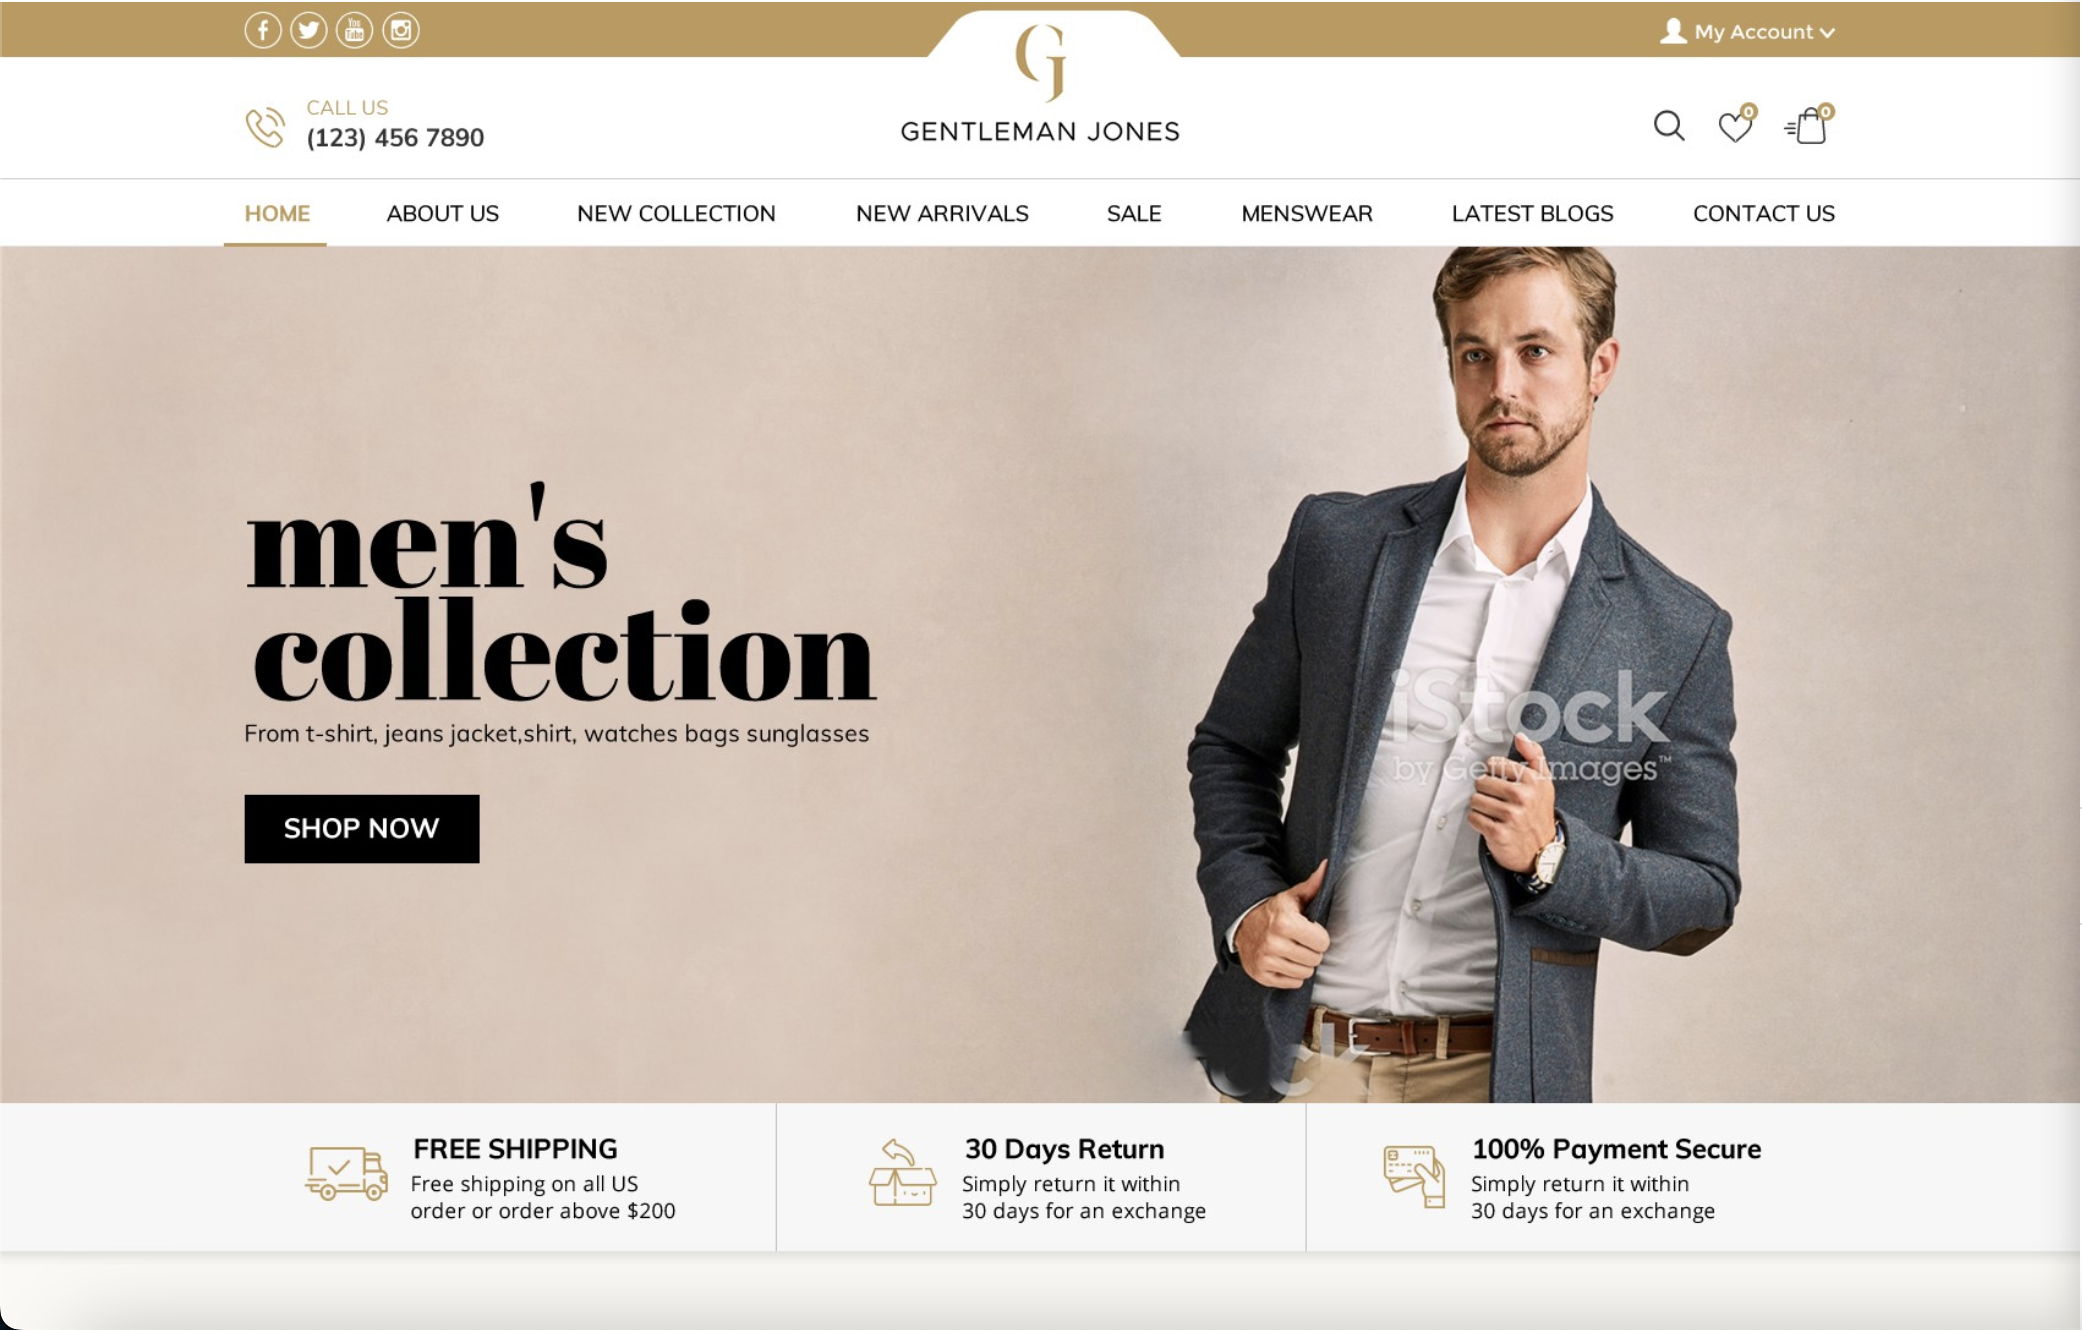 You
Tube
My Account
G
J
CALL US
(123) 456 7890
GENTLEMAN JONES
0
0
HOME
ABOUT US
NEW COLLECTION
NEW ARRIVALS
SALE
MENSWEAR
LATEST BLOGS
CONTACT US
men's
collection
From t-shirt, jeans jacket,shirt, watches bags sunglasses
SHOP NOW
iStock
by Getty Images™
ck
FREE SHIPPING
Free shipping on all US
order or order above $200
30 Days Return
Simply return it within
30 days for an exchange
100% Payment Secure
Simply return it within
30 days for an exchange